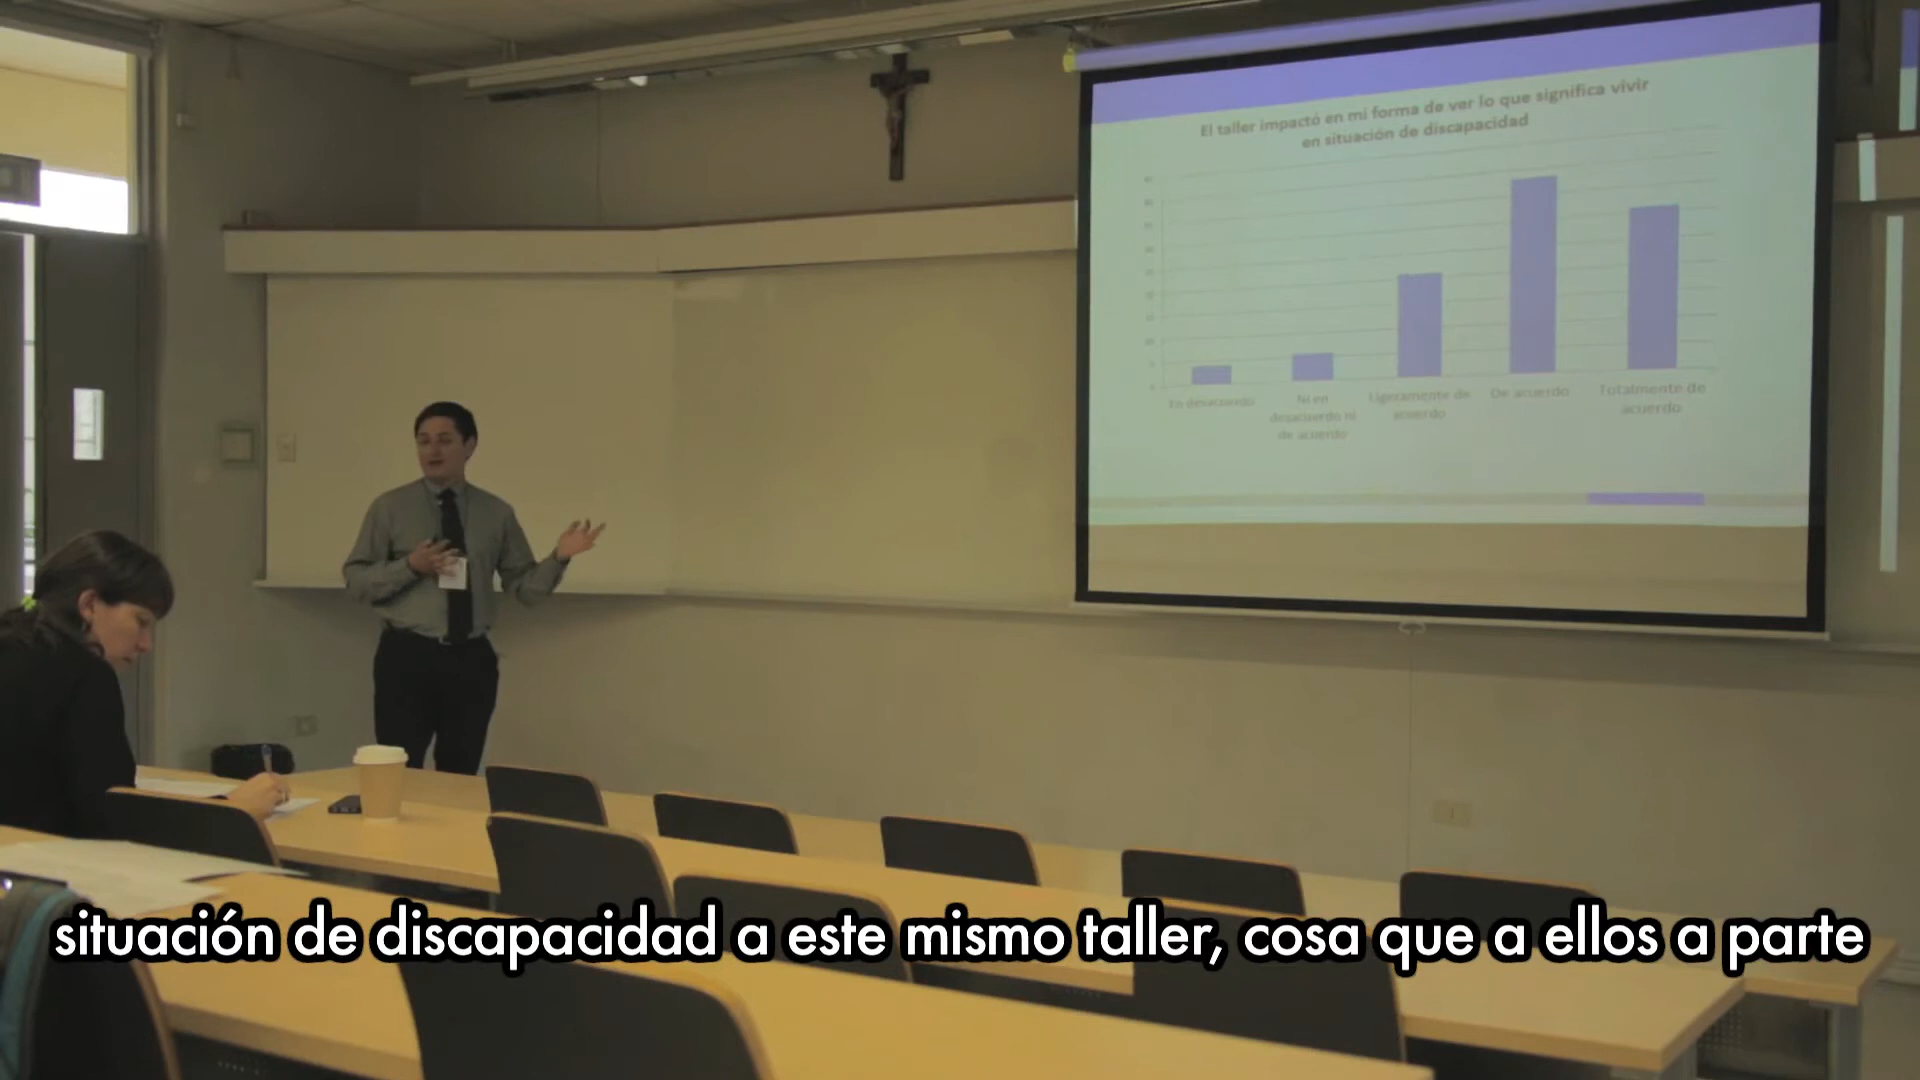 El taller impactó en mi forma de ver lo que significa vivir
en situación de discapacidad
En desacuerdo
Ni en
desacuerdo ni
de acuerdo
Ligeramente de
acuerdo
De acuerdo
Totalmente de
acuerdo
situación de discapacidad a este mismo taller, cosa que a ellos a parte